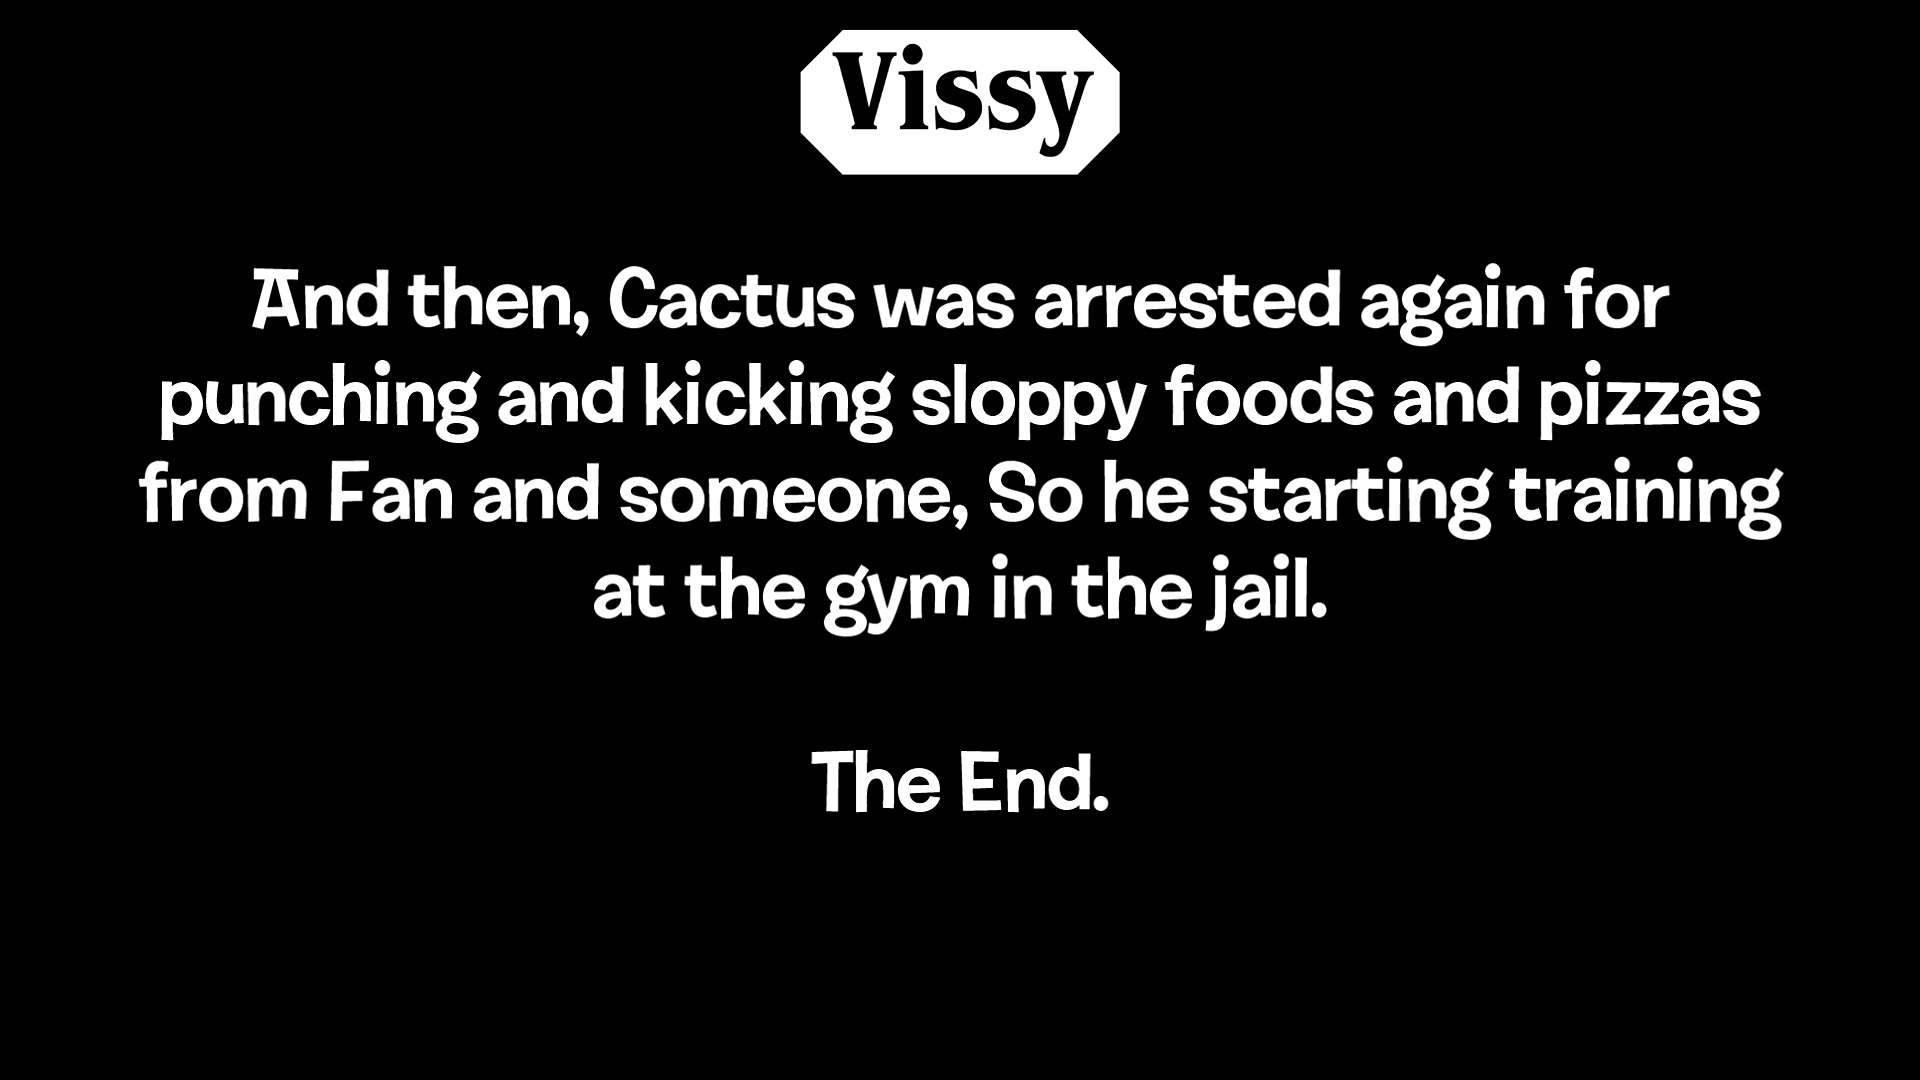 Vissy
And then, Cactus was arrested again for
punching and kicking sloppy foods and pizzas
from Fan and someone, So he starting training
at the gym in the jail.
The End.